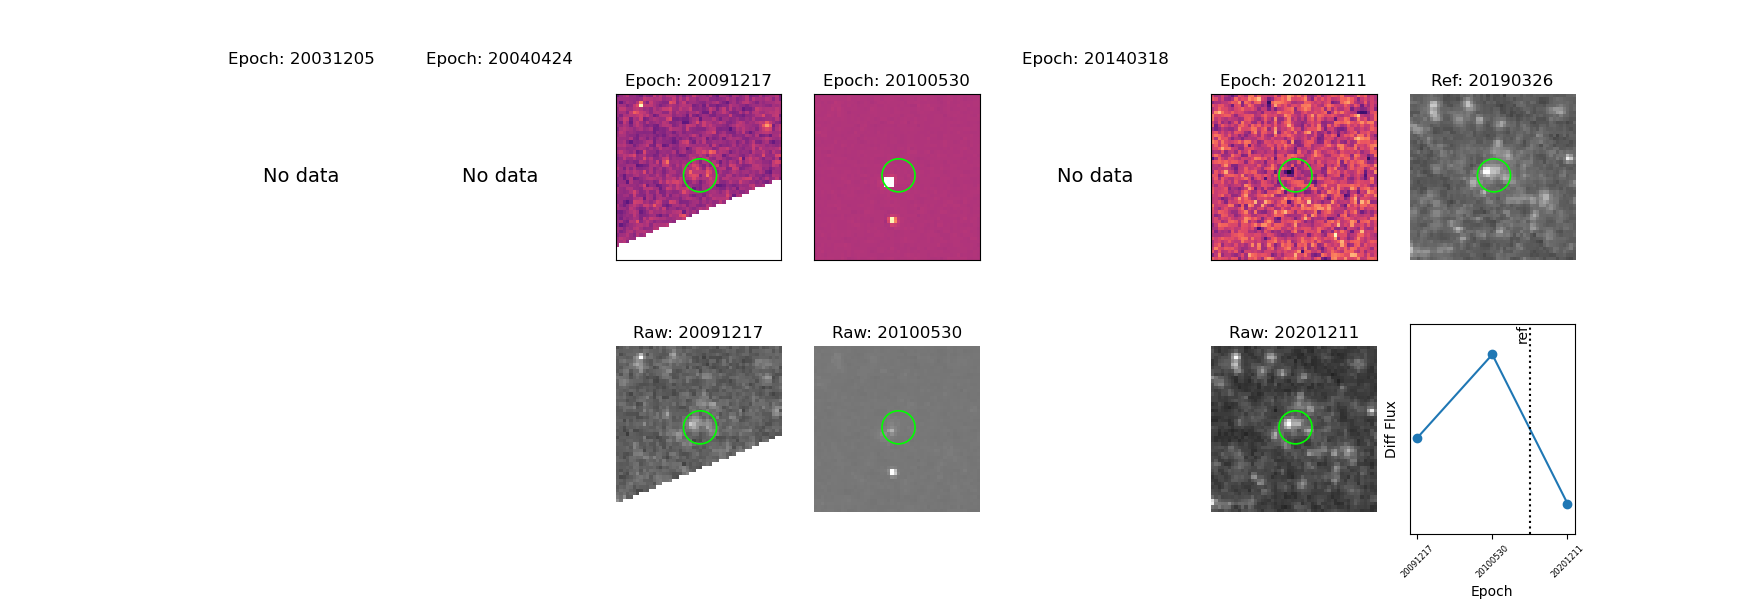 Epoch: 20031205
Epoch: 20040424
Epoch: 20140318
Epoch: 20091217
Epoch: 20100530
Epoch: 20201211
Ref: 20190326
No data
No data
No data
Raw: 20091217
Raw: 20100530
Raw: 20201211
ref
Diff Flux
20091217
20100530
20201211
Epoch